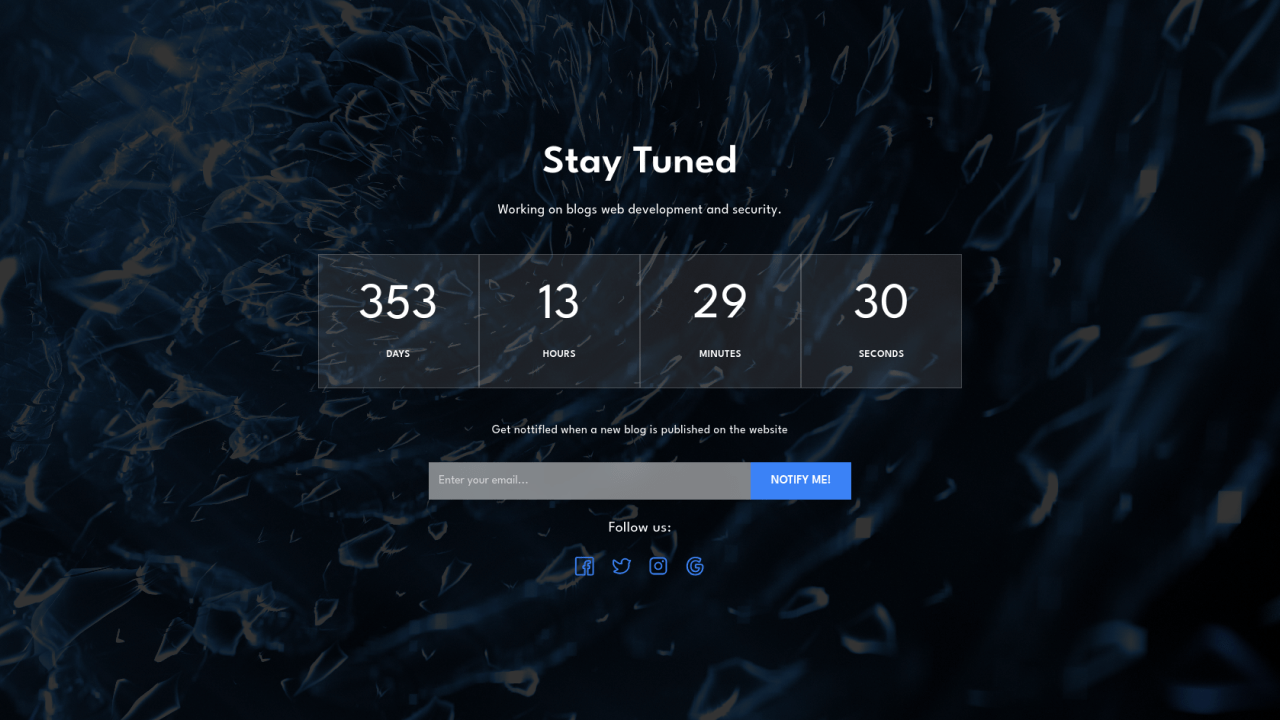 Stay Tuned
Working on blogs web development and security.
353 13 29 30
DAYS HOURS MINUTES SECONDS
Get nottified when a new blog is published on the website
Enter your email... NOTIFY ME!
Follow us: